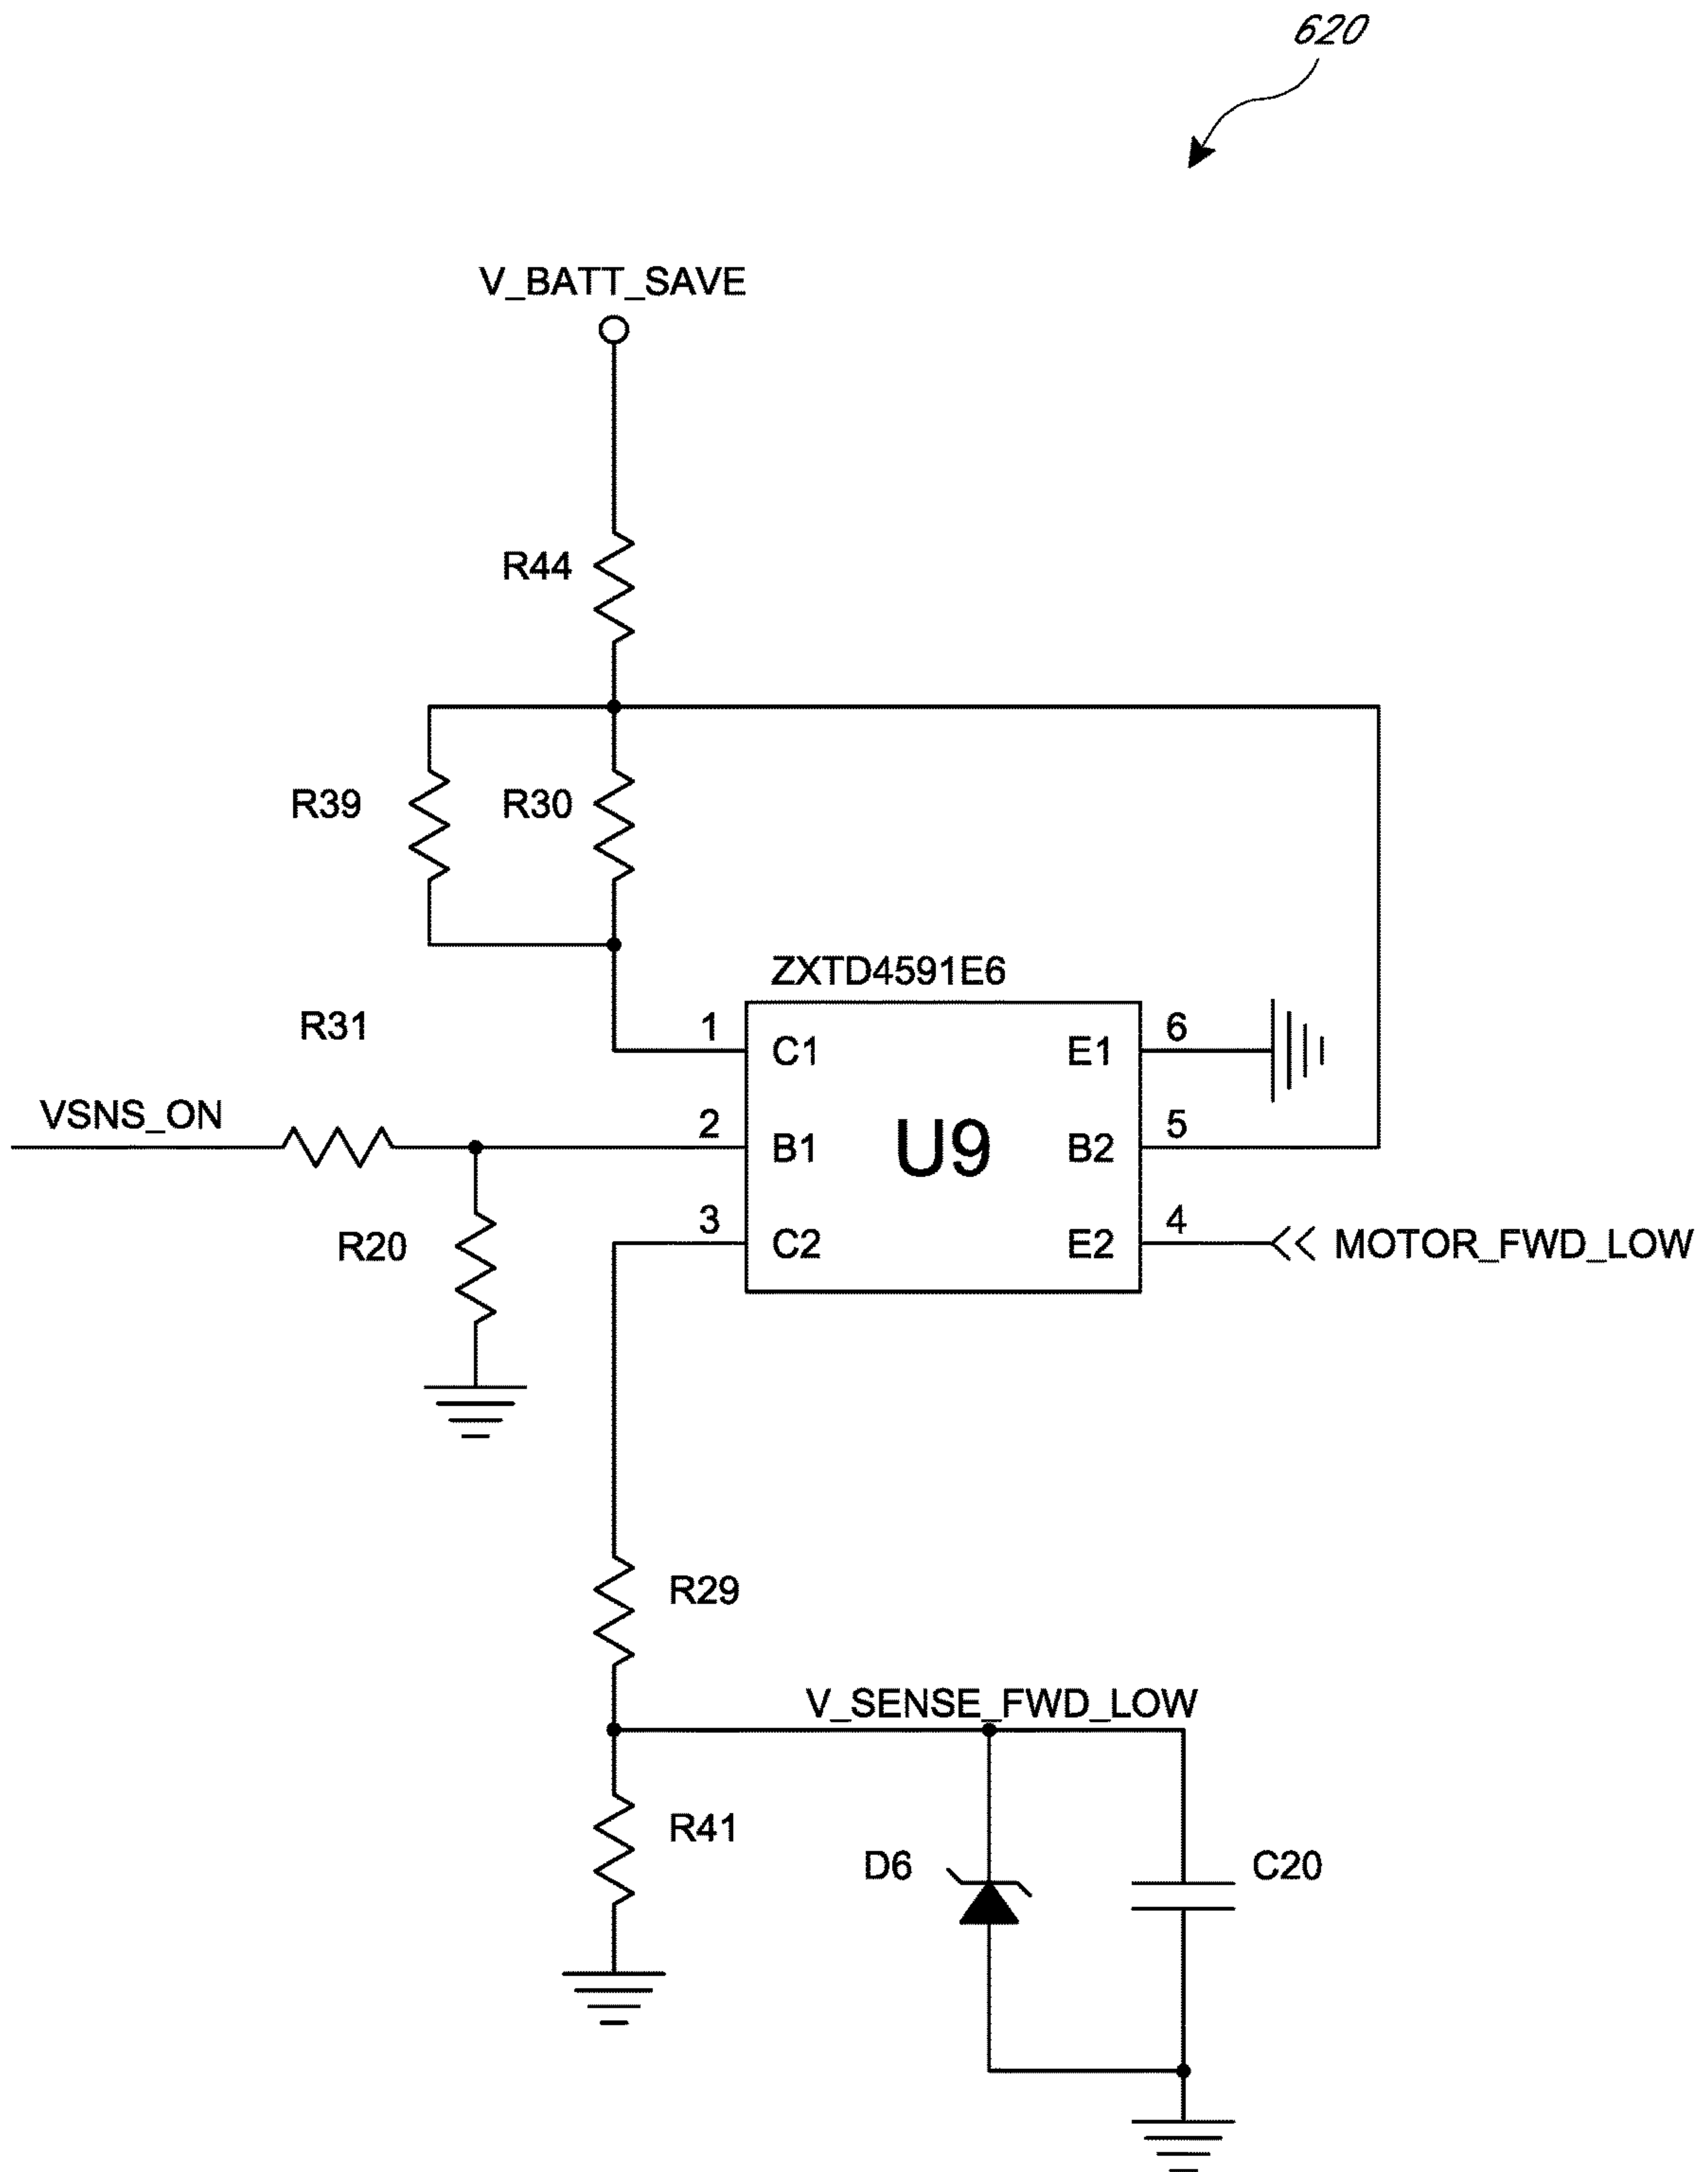 620
V_BATT_SAVE
R44
R39
R30
ZXTD4591E6
R31
1
C1
E1
6
VSNS_ON
2
B1
U9
B2
5
R20
3
C2
E2
4
MOTOR_FWD_LOW
R29
V_SENSE_FWD_LOW
R41
D6
C20